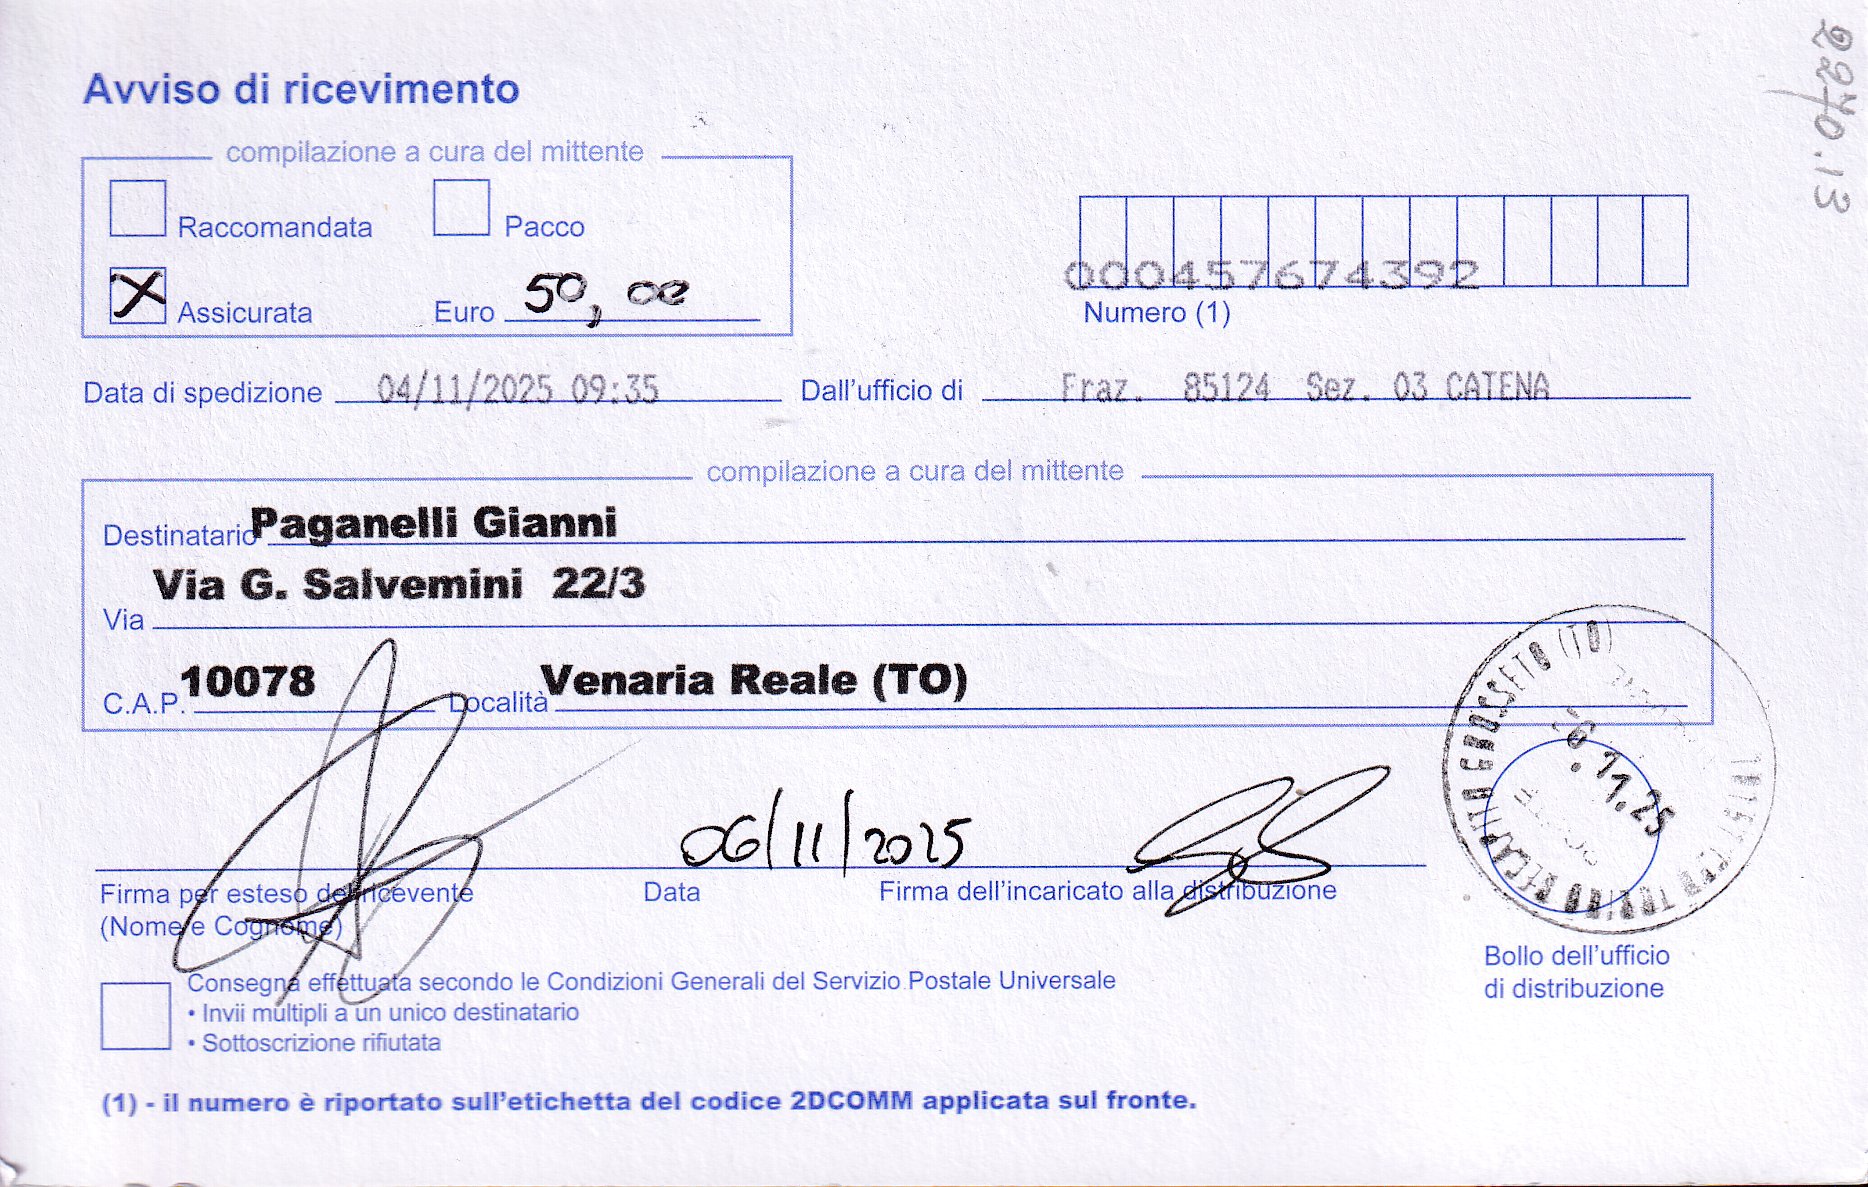 Avviso di ricevimento
compilazione a cura del mittente
Raccomandata
Pacco
X Assicurata
Euro 50,00
000457674392
Numero (1)
Data di spedizione 04/11/2025 09:35
Dall'ufficio di Fraz. 85124 Sez. 03 CATENA
compilazione a cura del mittente
Destinatario Paganelli Gianni
Via G. Salvemini 22/3
Via
C.A.P. 10078
Località Venaria Reale (TO)
06/11/2025
Firma per esteso del ricevente
(Nome e Cognome)
Data
Firma dell'incaricato alla distribuzione
-6.11.25
Bollo dell'ufficio
di distribuzione
Consegna effettuata secondo le Condizioni Generali del Servizio Postale Universale
• Invii multipli a un unico destinatario
• Sottoscrizione rifiutata
(1) - il numero è riportato sull'etichetta del codice 2DCOMM applicata sul fronte.
2270.13